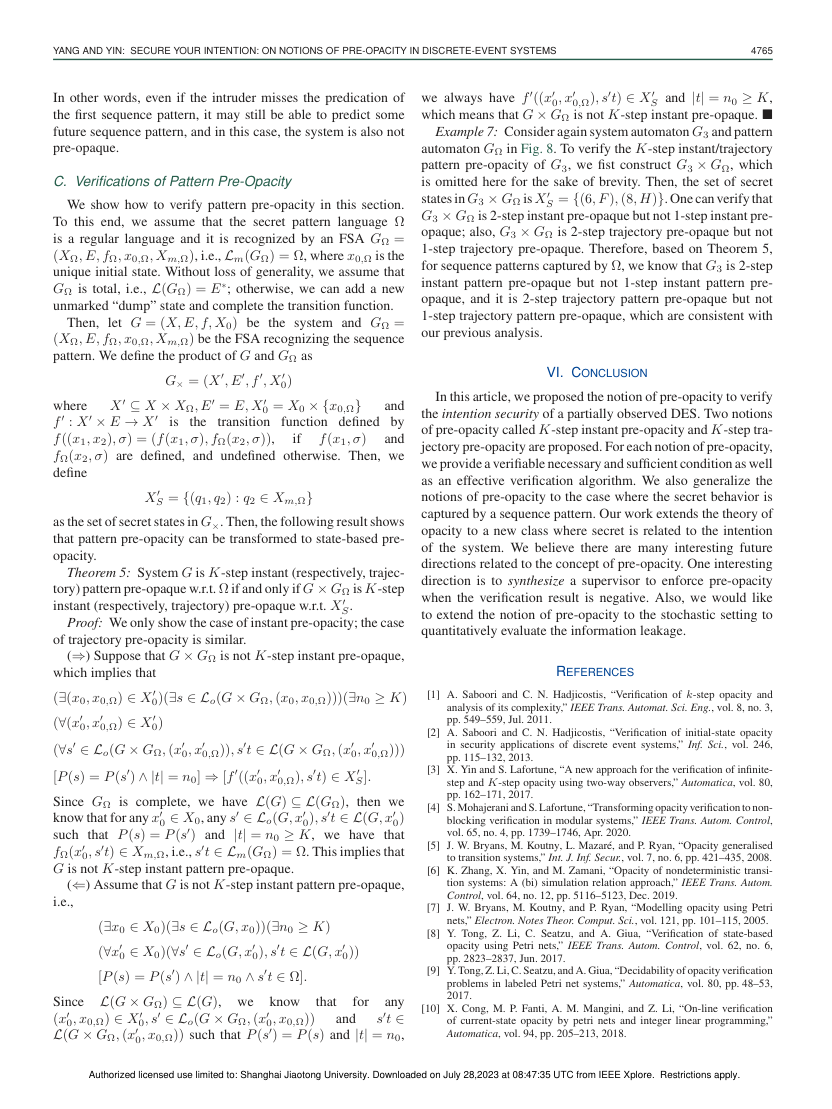 YANG AND YIN: SECURE YOUR INTENTION: ON NOTIONS OF PRE-OPACITY IN DISCRETE-EVENT SYSTEMS 4765
In other words, even if the intruder misses the predication of
the first sequence pattern, it may still be able to predict some
future sequence pattern, and in this case, the system is also not
pre-opaque.
C. Verifications of Pattern Pre-Opacity
We show how to verify pattern pre-opacity in this section.
To this end, we assume that the secret pattern language Ω
is a regular language and it is recognized by an FSA G_Ω =
(X_Ω, E, f_Ω, x_{0,Ω}, X_{m,Ω}), i.e., L_m(G_Ω) = Ω, where x_{0,Ω} is the
unique initial state. Without loss of generality, we assume that
G_Ω is total, i.e., L(G_Ω) = E*; otherwise, we can add a new
unmarked “dump” state and complete the transition function.
Then, let G = (X, E, f, X_0) be the system and G_Ω =
(X_Ω, E, f_Ω, x_{0,Ω}, X_{m,Ω}) be the FSA recognizing the sequence
pattern. We define the product of G and G_Ω as
G_× = (X′, E′, f′, X′_0)
where X′ ⊆ X × X_Ω, E′ = E, X′_0 = X_0 × {x_{0,Ω}} and
f′ : X′ × E → X′ is the transition function defined by
f((x_1, x_2), σ) = (f(x_1, σ), f_Ω(x_2, σ)), if f(x_1, σ) and
f_Ω(x_2, σ) are defined, and undefined otherwise. Then, we
define
X′_S = {(q_1, q_2) : q_2 ∈ X_{m,Ω}}
as the set of secret states in G_×. Then, the following result shows
that pattern pre-opacity can be transformed to state-based pre-
opacity.
Theorem 5: System G is K-step instant (respectively, trajec-
tory) pattern pre-opaque w.r.t. Ω if and only if G × G_Ω is K-step
instant (respectively, trajectory) pre-opaque w.r.t. X′_S.
Proof: We only show the case of instant pre-opacity; the case
of trajectory pre-opacity is similar.
(⇒) Suppose that G × G_Ω is not K-step instant pre-opaque,
which implies that
(∃(x_0, x_{0,Ω}) ∈ X′_0)(∃s ∈ L_o(G × G_Ω, (x_0, x_{0,Ω})))(∃n_0 ≥ K)
(∀(x′_0, x′_{0,Ω}) ∈ X′_0)
(∀s′ ∈ L_o(G × G_Ω, (x′_0, x′_{0,Ω})), s′t ∈ L(G × G_Ω, (x′_0, x′_{0,Ω})))
[P(s) = P(s′) ∧ |t| = n_0] ⇒ [f′((x′_0, x′_{0,Ω}), s′t) ∈ X′_S].
Since G_Ω is complete, we have L(G) ⊆ L(G_Ω), then we
know that for any x′_0 ∈ X_0, any s′ ∈ L_o(G, x′_0), s′t ∈ L(G, x′_0)
such that P(s) = P(s′) and |t| = n_0 ≥ K, we have that
f_Ω(x′_0, s′t) ∈ X_{m,Ω}, i.e., s′t ∈ L_m(G_Ω) = Ω. This implies that
G is not K-step instant pattern pre-opaque.
(⇐) Assume that G is not K-step instant pattern pre-opaque,
i.e.,
(∃x_0 ∈ X_0)(∃s ∈ L_o(G, x_0))(∃n_0 ≥ K)
(∀x′_0 ∈ X_0)(∀s′ ∈ L_o(G, x′_0), s′t ∈ L(G, x′_0))
[P(s) = P(s′) ∧ |t| = n_0 ∧ s′t ∈ Ω].
Since L(G × G_Ω) ⊆ L(G), we know that for any
(x′_0, x_{0,Ω}) ∈ X′_0, s′ ∈ L_o(G × G_Ω, (x′_0, x_{0,Ω})) and s′t ∈
L(G × G_Ω, (x′_0, x_{0,Ω})) such that P(s′) = P(s) and |t| = n_0,
we always have f′((x′_0, x′_{0,Ω}), s′t) ∈ X′_S and |t| = n_0 ≥ K,
which means that G × G_Ω is not K-step instant pre-opaque. ■
Example 7: Consider again system automaton G_3 and pattern
automaton G_Ω in Fig. 8. To verify the K-step instant/trajectory
pattern pre-opacity of G_3, we fist construct G_3 × G_Ω, which
is omitted here for the sake of brevity. Then, the set of secret
states in G_3 × G_Ω is X′_S = {(6, F), (8, H)}. One can verify that
G_3 × G_Ω is 2-step instant pre-opaque but not 1-step instant pre-
opaque; also, G_3 × G_Ω is 2-step trajectory pre-opaque but not
1-step trajectory pre-opaque. Therefore, based on Theorem 5,
for sequence patterns captured by Ω, we know that G_3 is 2-step
instant pattern pre-opaque but not 1-step instant pattern pre-
opaque, and it is 2-step trajectory pattern pre-opaque but not
1-step trajectory pattern pre-opaque, which are consistent with
our previous analysis.
VI. CONCLUSION
In this article, we proposed the notion of pre-opacity to verify
the intention security of a partially observed DES. Two notions
of pre-opacity called K-step instant pre-opacity and K-step tra-
jectory pre-opacity are proposed. For each notion of pre-opacity,
we provide a verifiable necessary and sufficient condition as well
as an effective verification algorithm. We also generalize the
notions of pre-opacity to the case where the secret behavior is
captured by a sequence pattern. Our work extends the theory of
opacity to a new class where secret is related to the intention
of the system. We believe there are many interesting future
directions related to the concept of pre-opacity. One interesting
direction is to synthesize a supervisor to enforce pre-opacity
when the verification result is negative. Also, we would like
to extend the notion of pre-opacity to the stochastic setting to
quantitatively evaluate the information leakage.
REFERENCES
[1] A. Saboori and C. N. Hadjicostis, “Verification of k-step opacity and
analysis of its complexity,” IEEE Trans. Automat. Sci. Eng., vol. 8, no. 3,
pp. 549–559, Jul. 2011.
[2] A. Saboori and C. N. Hadjicostis, “Verification of initial-state opacity
in security applications of discrete event systems,” Inf. Sci., vol. 246,
pp. 115–132, 2013.
[3] X. Yin and S. Lafortune, “A new approach for the verification of infinite-
step and K-step opacity using two-way observers,” Automatica, vol. 80,
pp. 162–171, 2017.
[4] S. Mohajerani and S. Lafortune, “Transforming opacity verification to non-
blocking verification in modular systems,” IEEE Trans. Autom. Control,
vol. 65, no. 4, pp. 1739–1746, Apr. 2020.
[5] J. W. Bryans, M. Koutny, L. Mazaré, and P. Ryan, “Opacity generalised
to transition systems,” Int. J. Inf. Secur., vol. 7, no. 6, pp. 421–435, 2008.
[6] K. Zhang, X. Yin, and M. Zamani, “Opacity of nondeterministic transi-
tion systems: A (bi) simulation relation approach,” IEEE Trans. Autom.
Control, vol. 64, no. 12, pp. 5116–5123, Dec. 2019.
[7] J. W. Bryans, M. Koutny, and P. Ryan, “Modelling opacity using Petri
nets,” Electron. Notes Theor. Comput. Sci., vol. 121, pp. 101–115, 2005.
[8] Y. Tong, Z. Li, C. Seatzu, and A. Giua, “Verification of state-based
opacity using Petri nets,” IEEE Trans. Autom. Control, vol. 62, no. 6,
pp. 2823–2837, Jun. 2017.
[9] Y. Tong, Z. Li, C. Seatzu, and A. Giua, “Decidability of opacity verification
problems in labeled Petri net systems,” Automatica, vol. 80, pp. 48–53,
2017.
[10] X. Cong, M. P. Fanti, A. M. Mangini, and Z. Li, “On-line verification
of current-state opacity by petri nets and integer linear programming,”
Automatica, vol. 94, pp. 205–213, 2018.
Authorized licensed use limited to: Shanghai Jiaotong University. Downloaded on July 28,2023 at 08:47:35 UTC from IEEE Xplore. Restrictions apply.